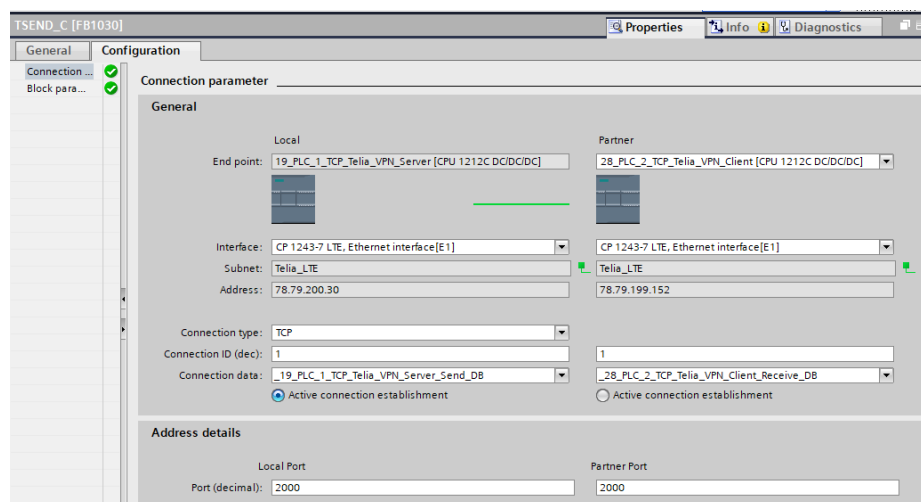 TSEND_C [FB1030]
Properties Info Diagnostics
General Configuration
Connection ...
Block para...
Connection parameter
General
Local Partner
End point: 19_PLC_1_TCP_Telia_VPN_Server [CPU 1212C DC/DC/DC] 28_PLC_2_TCP_Telia_VPN_Client [CPU 1212C DC/DC/DC]
Interface: CP 1243-7 LTE, Ethernet interface[E1] CP 1243-7 LTE, Ethernet interface[E1]
Subnet: Telia_LTE Telia_LTE
Address: 78.79.200.30 78.79.199.152
Connection type: TCP
Connection ID (dec): 1 1
Connection data: _19_PLC_1_TCP_Telia_VPN_Server_Send_DB _28_PLC_2_TCP_Telia_VPN_Client_Receive_DB
Active connection establishment Active connection establishment
Address details
Local Port Partner Port
Port (decimal): 2000 2000